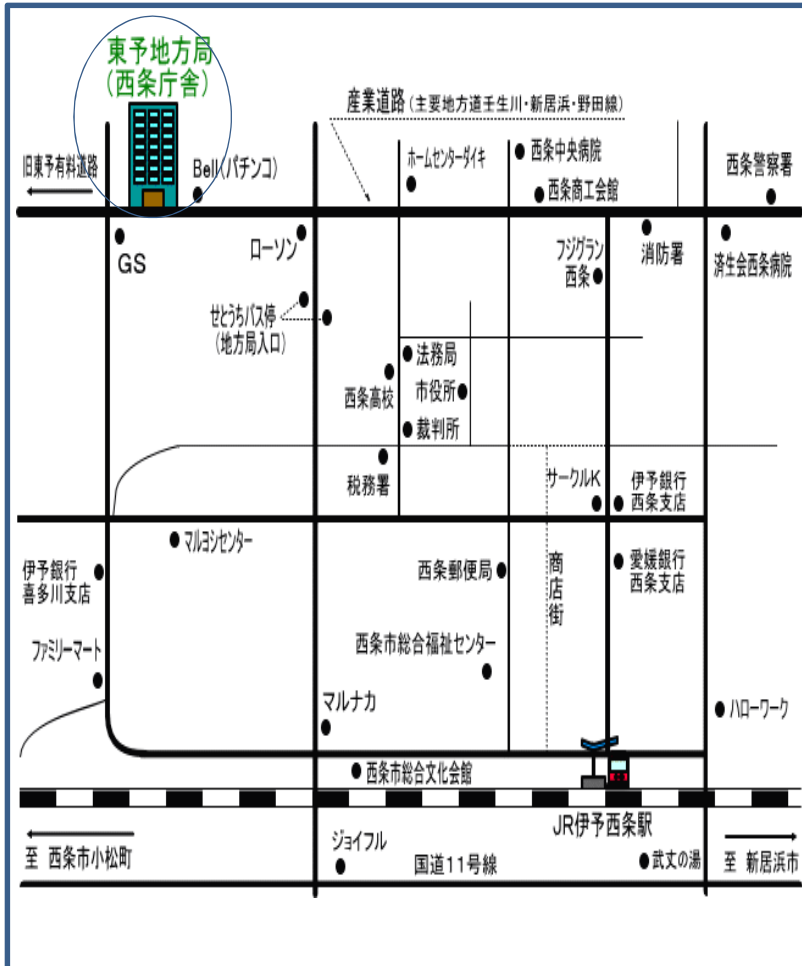 東予地方局
(西条庁舎)
産業道路(主要地方道壬生川・新居浜・野田線)
旧東予有料道路
Bell(パチンコ)
ホームセンターダイキ
西条中央病院
西条商工会館
西条警察署
GS
ローソン
フジグラン
西条
消防署
済生会西条病院
せとうちバス停
(地方局入口)
法務局
西条高校
市役所
裁判所
税務署
サークルK
伊予銀行
西条支店
マルヨシセンター
伊予銀行
喜多川支店
西条郵便局
商店街
愛媛銀行
西条支店
ファミリーマート
西条市総合福祉センター
マルナカ
ハローワーク
西条市総合文化会館
JR伊予西条駅
至 西条市小松町
ジョイフル
国道11号線
武丈の湯
至 新居浜市